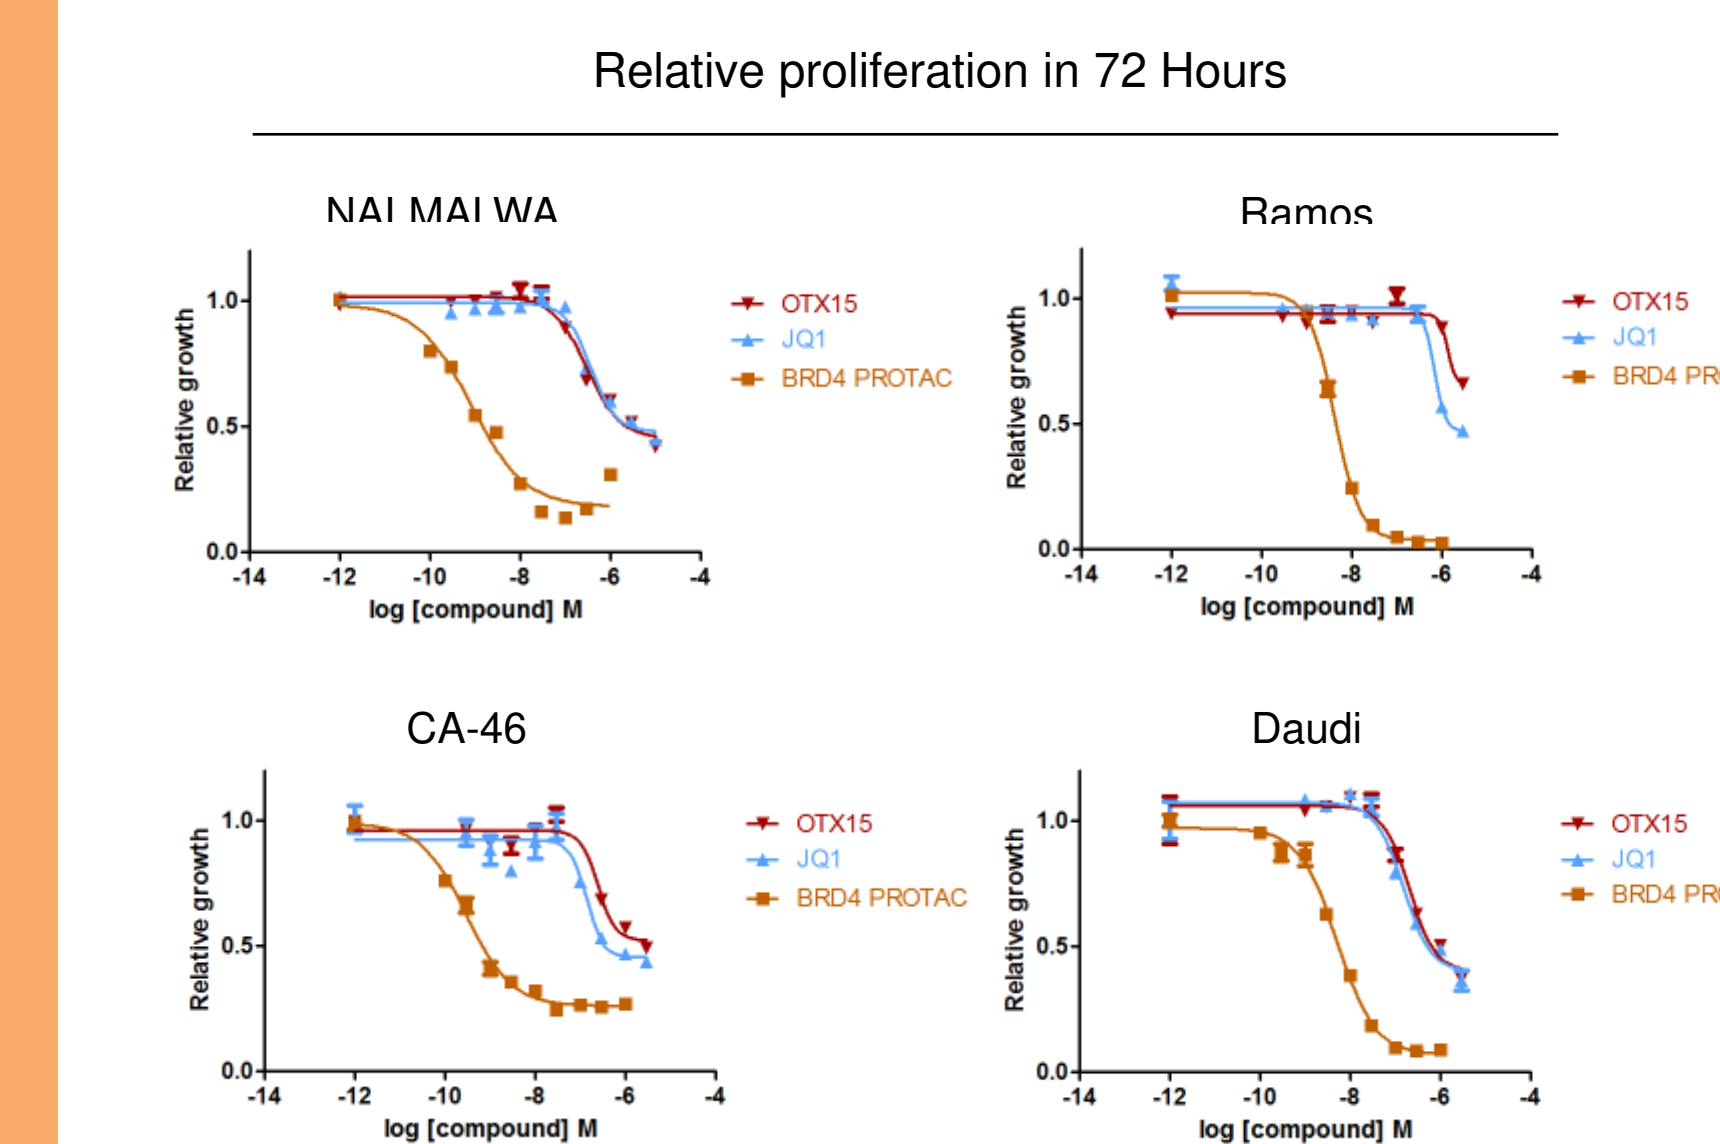 Relative proliferation in 72 Hours
NALMALWA
Ramos
1.0
0.5
0.0
Relative growth
-14 -12 -10 -8 -6 -4
log [compound] M
OTX15
JQ1
BRD4 PROTAC
1.0
0.5
0.0
Relative growth
-14 -12 -10 -8 -6 -4
log [compound] M
OTX15
JQ1
BRD4 PR
CA-46
Daudi
1.0
0.5
0.0
Relative growth
-14 -12 -10 -8 -6 -4
log [compound] M
OTX15
JQ1
BRD4 PROTAC
1.0
0.5
0.0
Relative growth
-14 -12 -10 -8 -6 -4
log [compound] M
OTX15
JQ1
BRD4 PR